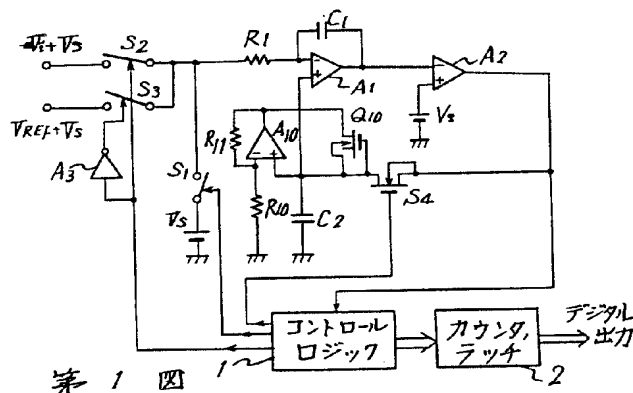 -Vi+Vs
S2
R1
C1
A1
A2
S3
VREF+Vs
Q10
R11
A10
Vs
A3
S1
R10
C2
S4
Vs
コントロール
ロジック
1
カウンタ,
ラッチ
2
デジタル
出力
第 1 図